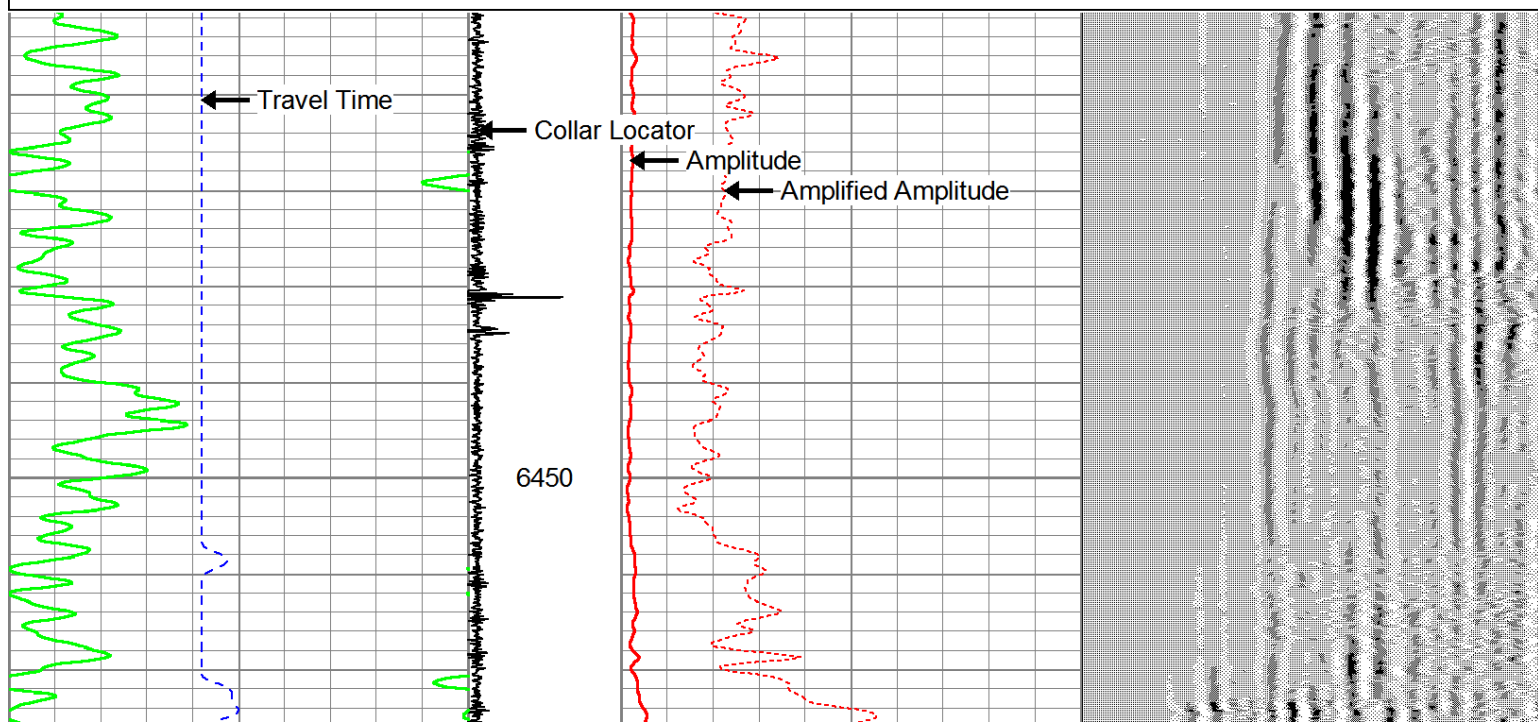 Travel Time
Collar Locator
Amplitude
Amplified Amplitude
6450